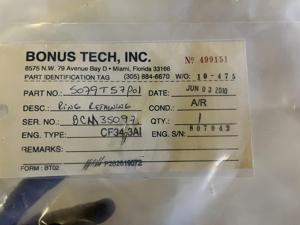 BONUS TECH, INC.
Nº 499151
8575 N.W. 79 Avenue Bay D • Miami, Florida 33166
PART IDENTIFICATION TAG (305) 884-6670 W/O: 10-475
PART NO.: 5079T57P01 DATE: JUN 03 2010
DESC.: RING RETAINING COND.: A/R
SER. NO.: BCM35097 QTY.: 1
ENG. TYPE: CF34-3A1 ENG. S/N: 807042
REMARKS:
FORM: BT02 P262619072